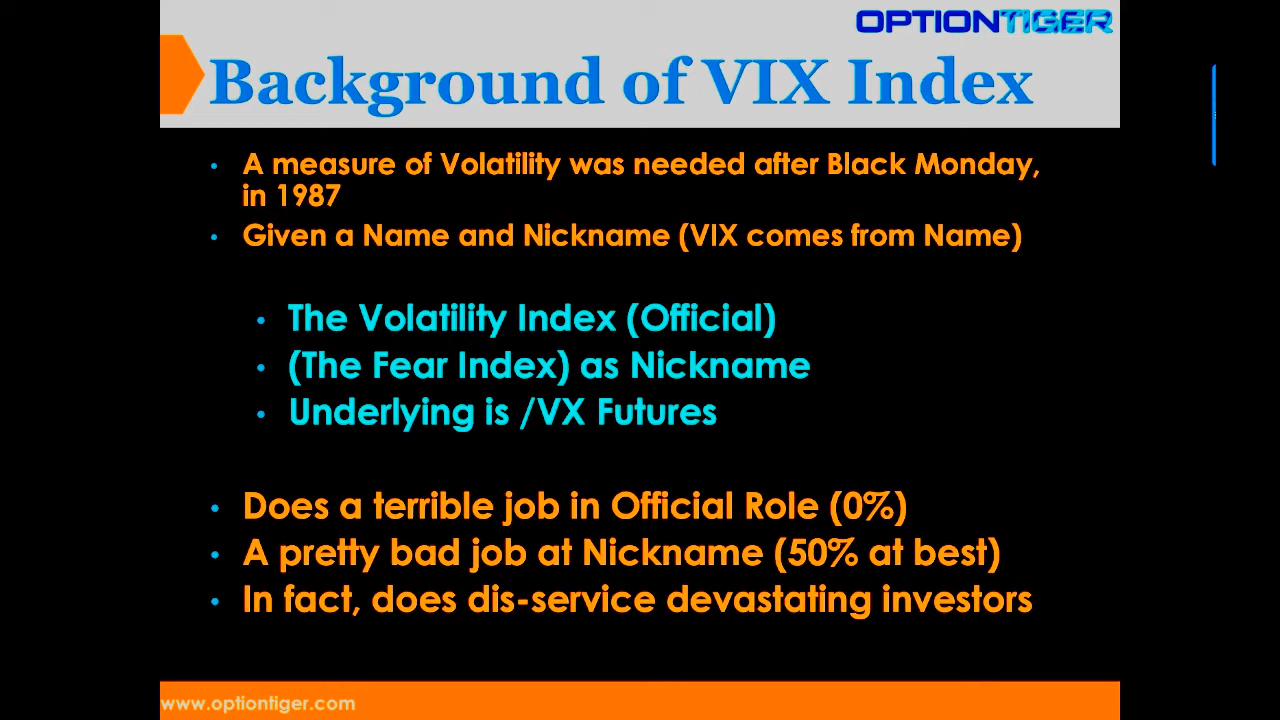 OPTIONTIGER
Background of VIX Index
• A measure of Volatility was needed after Black Monday,
in 1987
• Given a Name and Nickname (VIX comes from Name)
• The Volatility Index (Official)
• (The Fear Index) as Nickname
• Underlying is /VX Futures
• Does a terrible job in Official Role (0%)
• A pretty bad job at Nickname (50% at best)
• In fact, does dis-service devastating investors
www.optiontiger.com